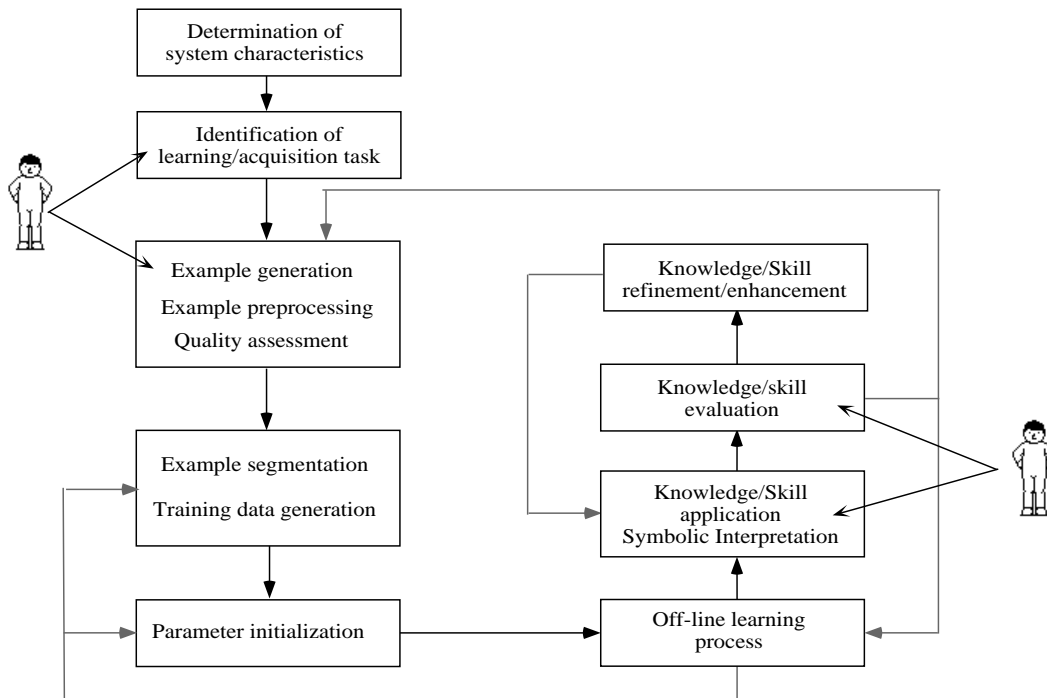 Determination of
system characteristics
Identification of
learning/acquisition task
Example generation
Example preprocessing
Quality assessment
Example segmentation
Training data generation
Parameter initialization
Knowledge/Skill
refinement/enhancement
Knowledge/skill
evaluation
Knowledge/Skill
application
Symbolic Interpretation
Off-line learning
process